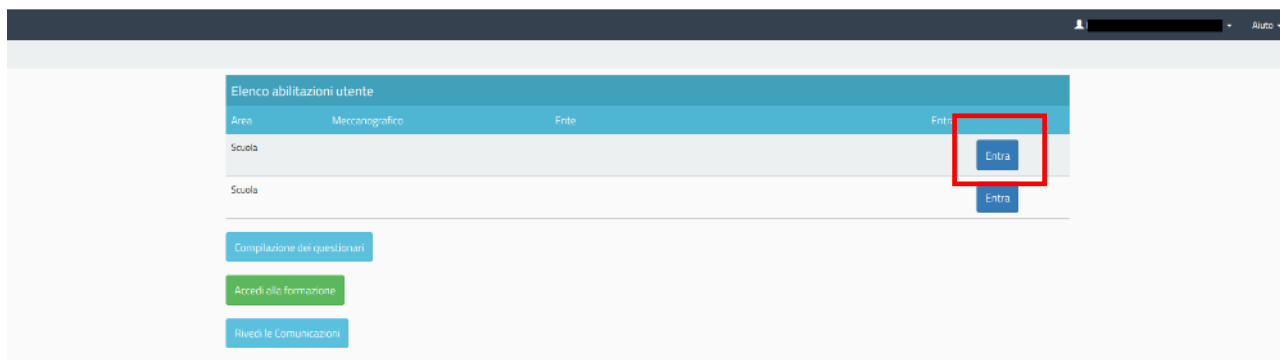 Aiuto
Elenco abilitazioni utente
Area Meccanografico Ente Entra
Scuola Entra
Scuola Entra
Compilazione dei questionari
Accedi alla formazione
Rivedi le Comunicazioni